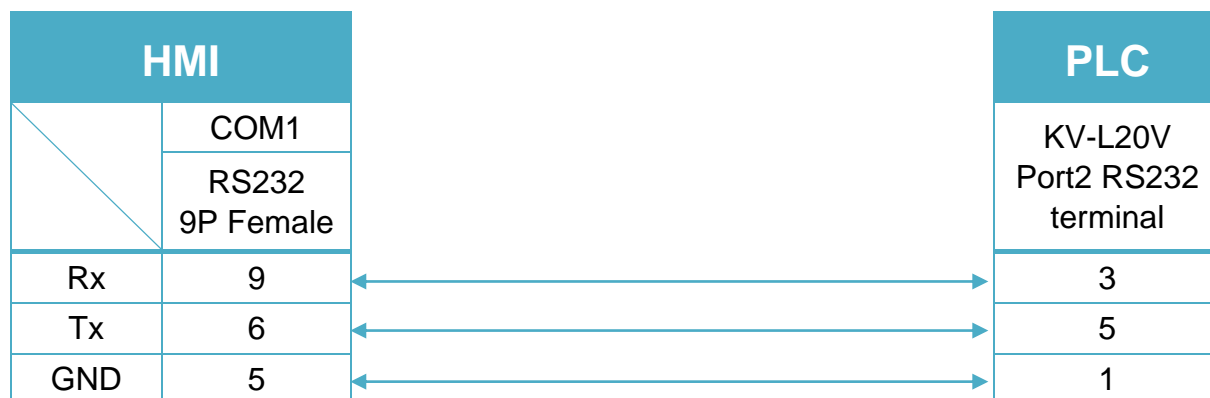 HMI
PLC
COM1
RS232
9P Female
KV-L20V
Port2 RS232
terminal
Rx 9 3
Tx 6 5
GND 5 1